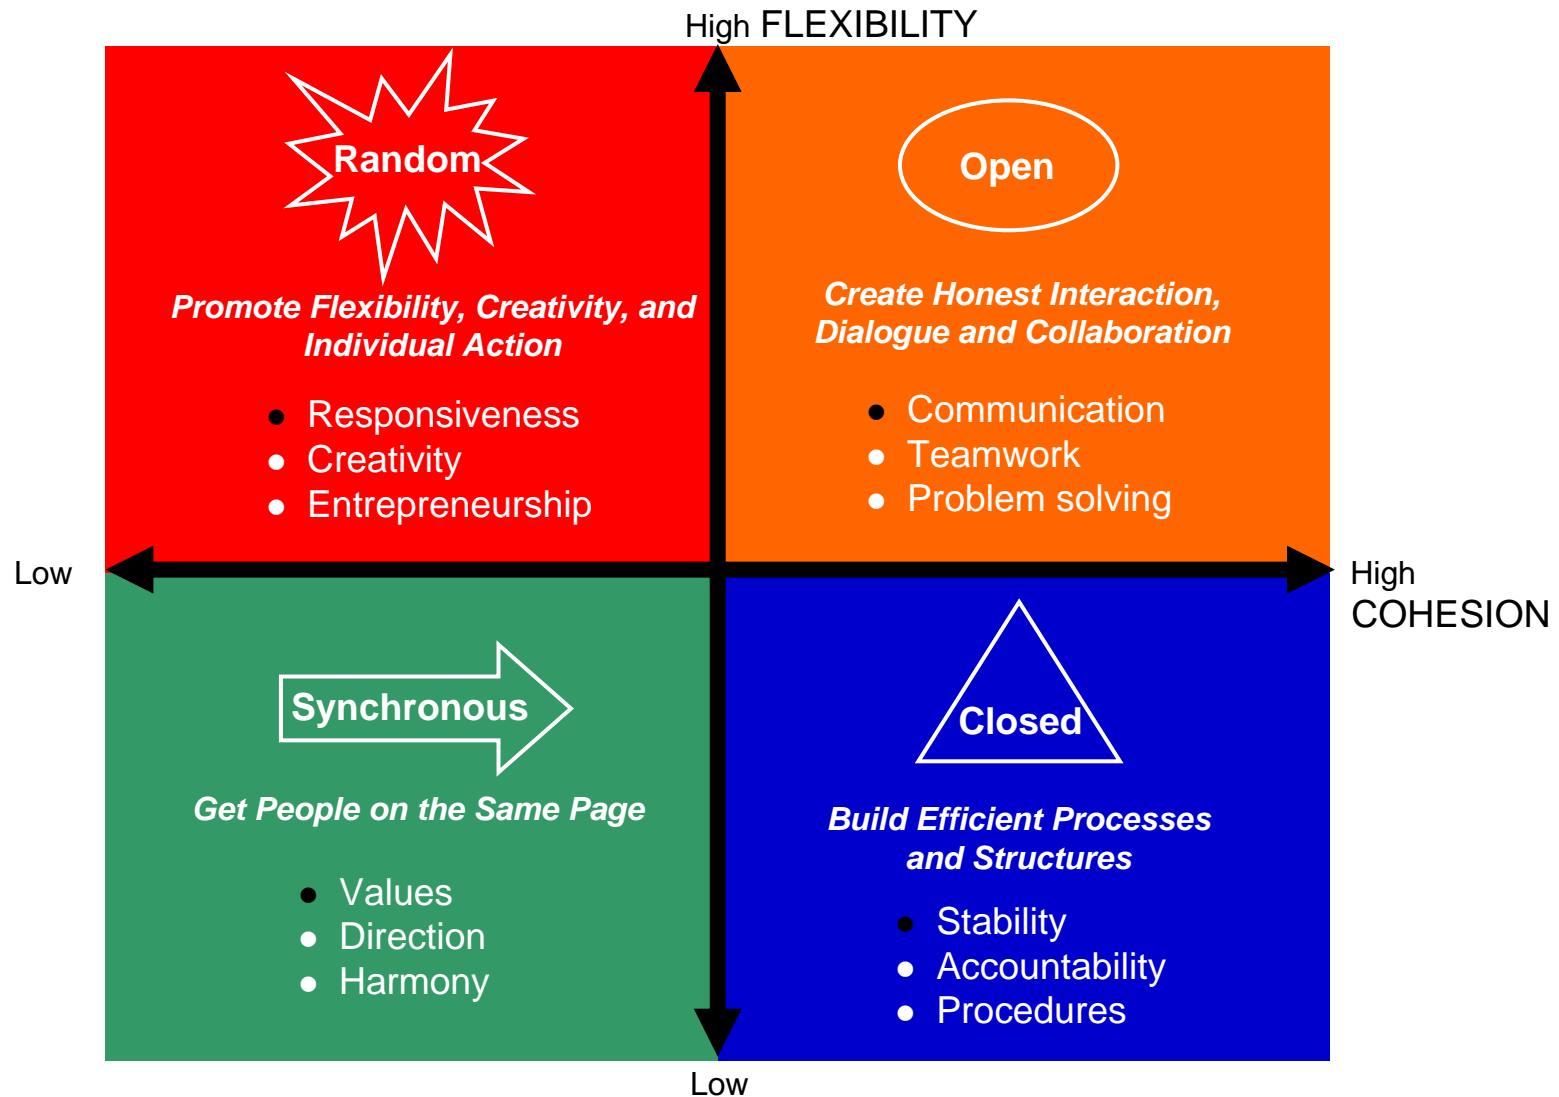 High FLEXIBILITY
Random
Promote Flexibility, Creativity, and
Individual Action
● Responsiveness
● Creativity
● Entrepreneurship
Open
Create Honest Interaction,
Dialogue and Collaboration
● Communication
● Teamwork
● Problem solving
Low
High
COHESION
Synchronous
Get People on the Same Page
● Values
● Direction
● Harmony
Closed
Build Efficient Processes
and Structures
● Stability
● Accountability
● Procedures
Low